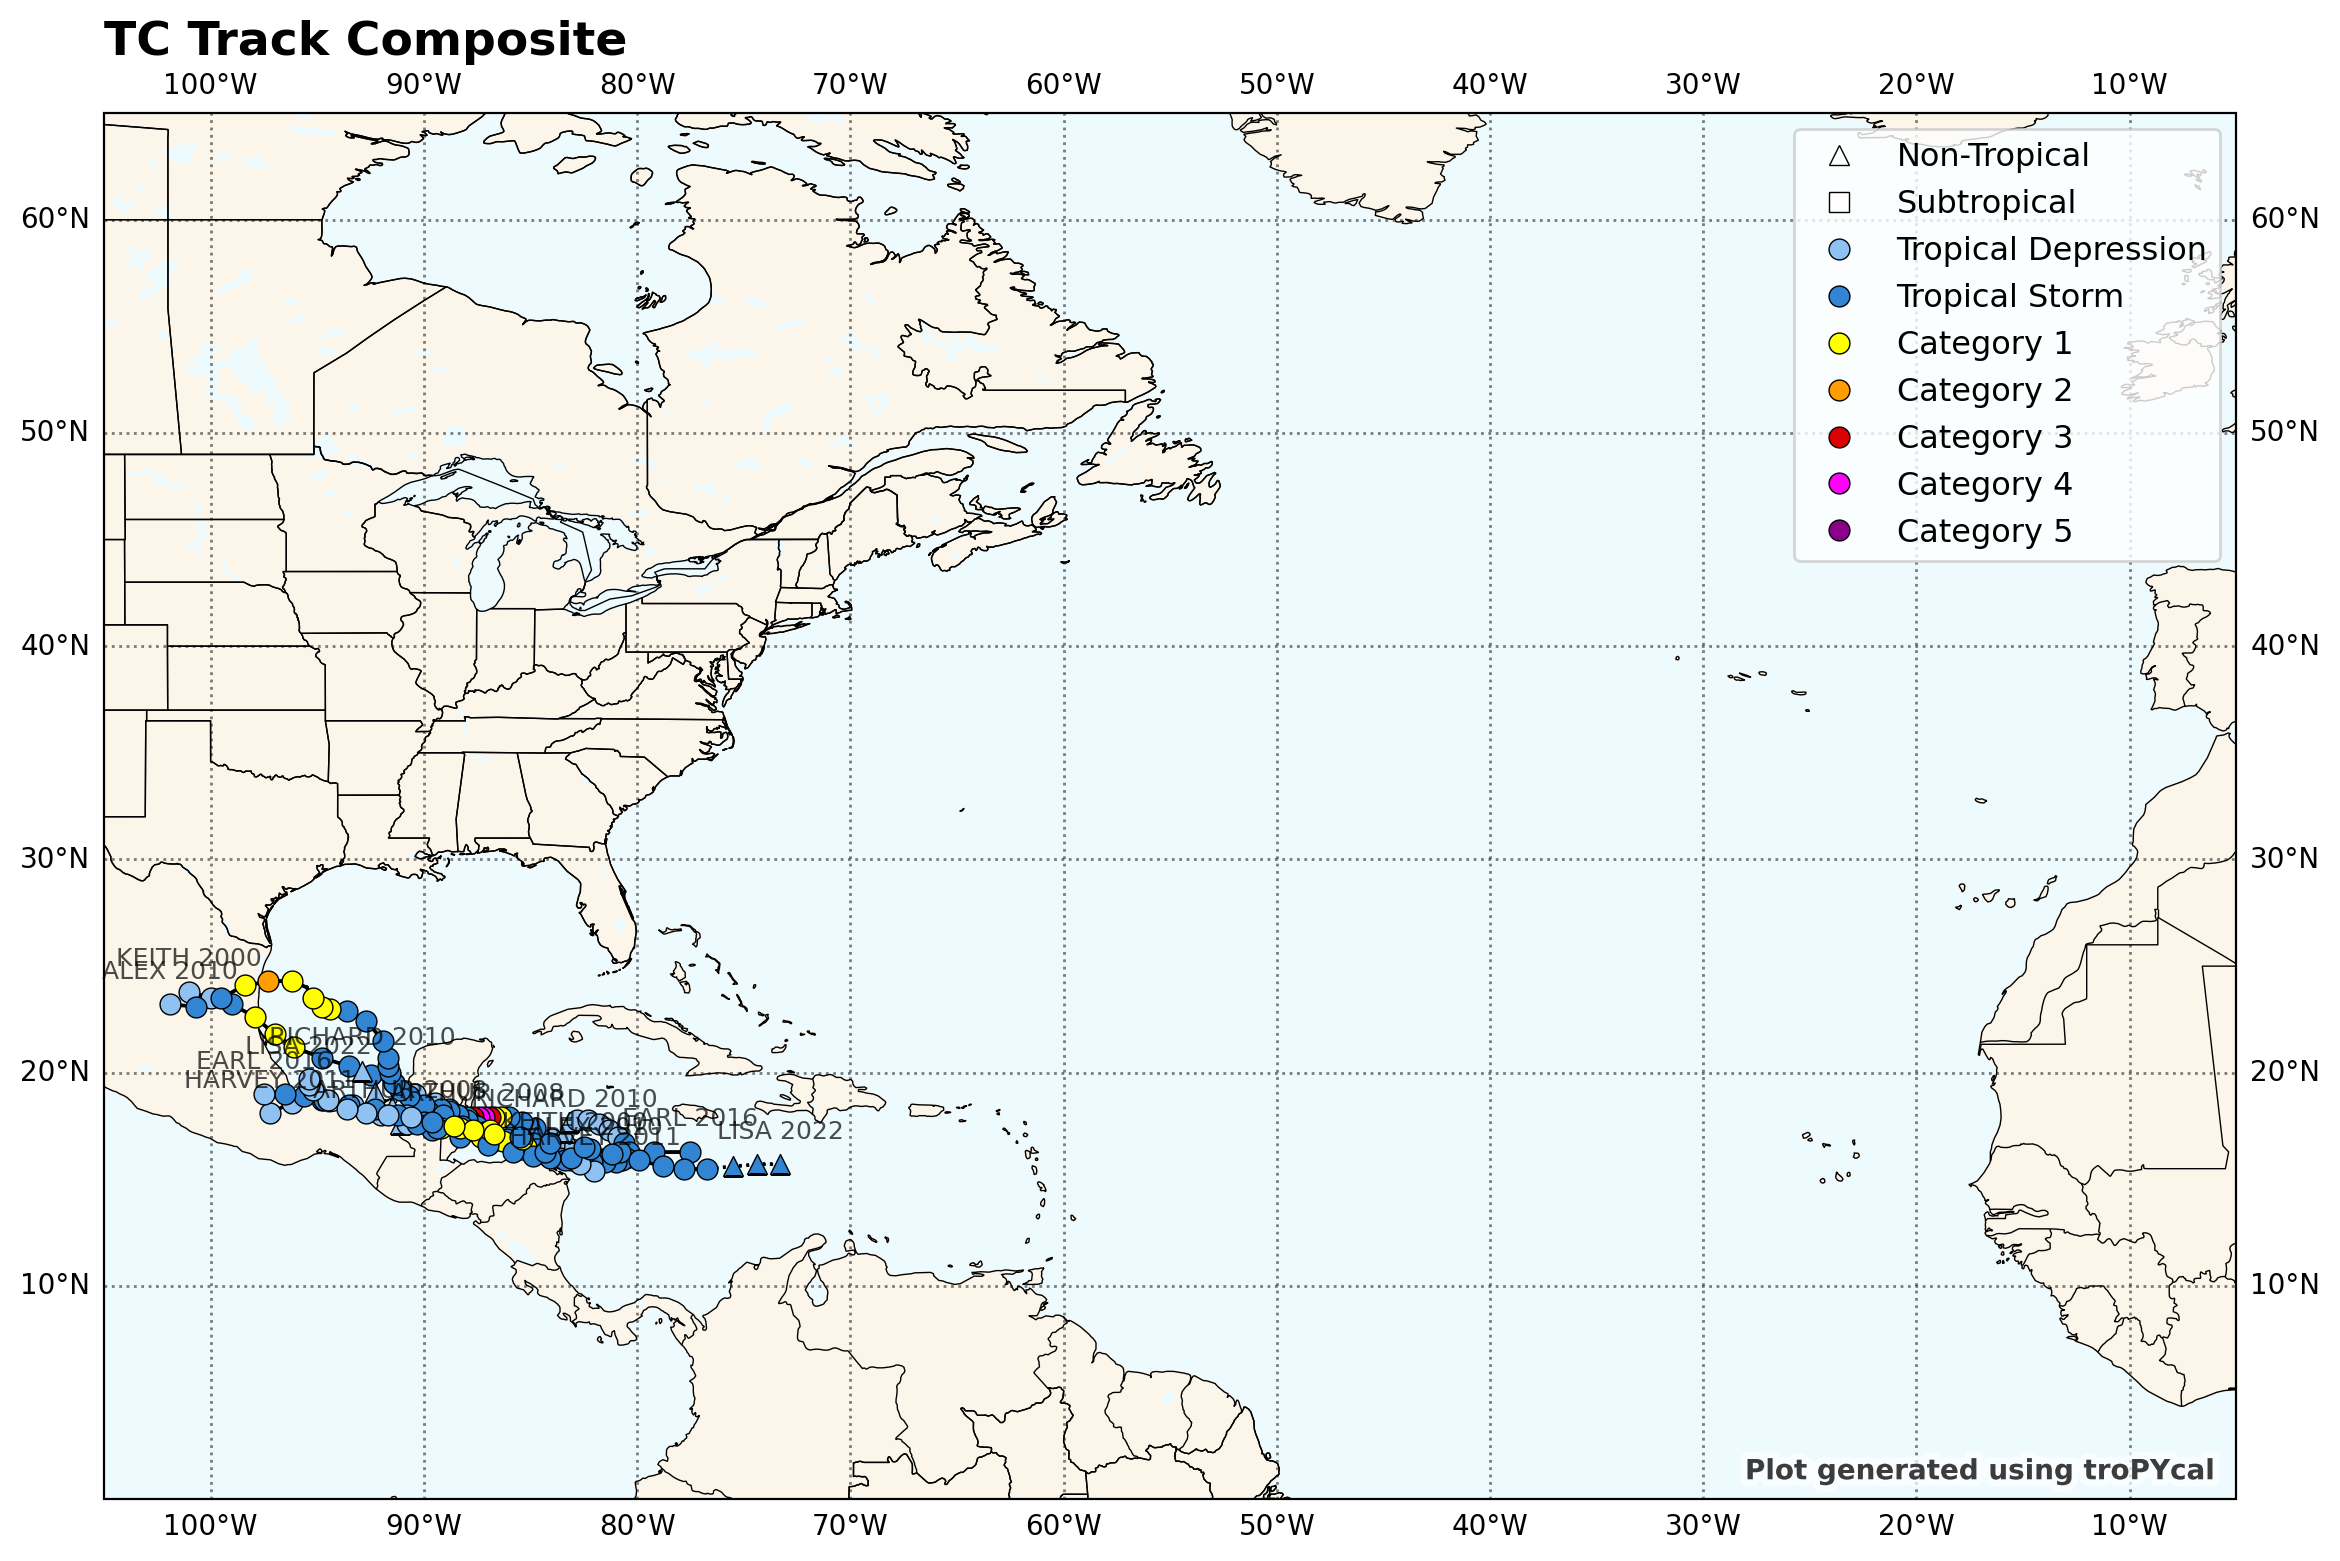 TC Track Composite
100°W 90°W 80°W 70°W 60°W 50°W 40°W 30°W 20°W 10°W
Non-Tropical
Subtropical
60°N 60°N
Tropical Depression
Tropical Storm
Category 1
Category 2
50°N 50°N
Category 3
Category 4
Category 5
40°N 40°N
30°N 30°N
KEITH 2000
ALEX 2010
RICHARD 2010
LISA 2022
EARL 2016
20°N 20°N
HARVEY 2011
ARTHUR 2008
ARTHUR 2008
RICHARD 2010
KEITH 2000
EARL 2016
ALEX 2010
LISA 2022
HARVEY 2011
10°N 10°N
Plot generated using troPYcal
100°W 90°W 80°W 70°W 60°W 50°W 40°W 30°W 20°W 10°W